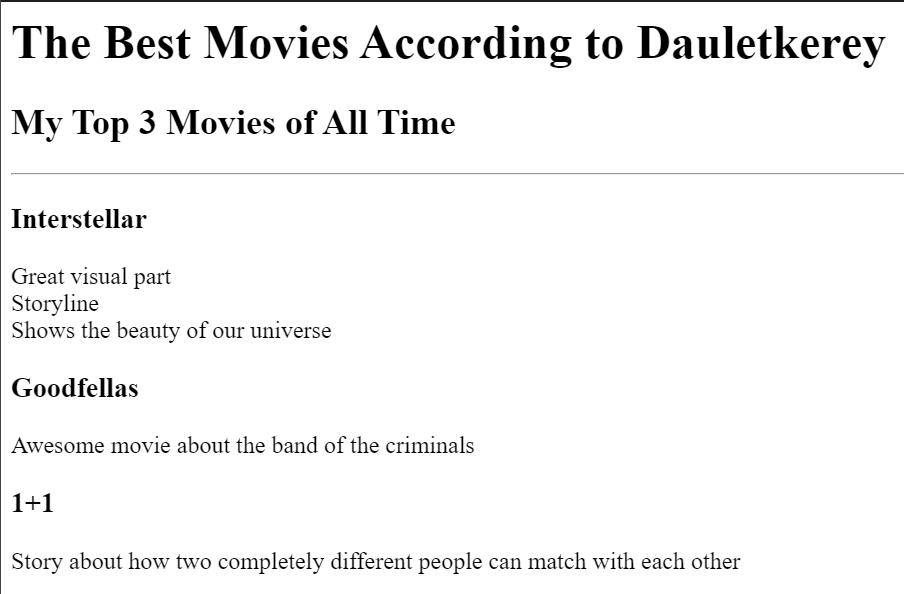 The Best Movies According to Dauletkerey
My Top 3 Movies of All Time
Interstellar
Great visual part
Storyline
Shows the beauty of our universe
Goodfellas
Awesome movie about the band of the criminals
1+1
Story about how two completely different people can match with each other